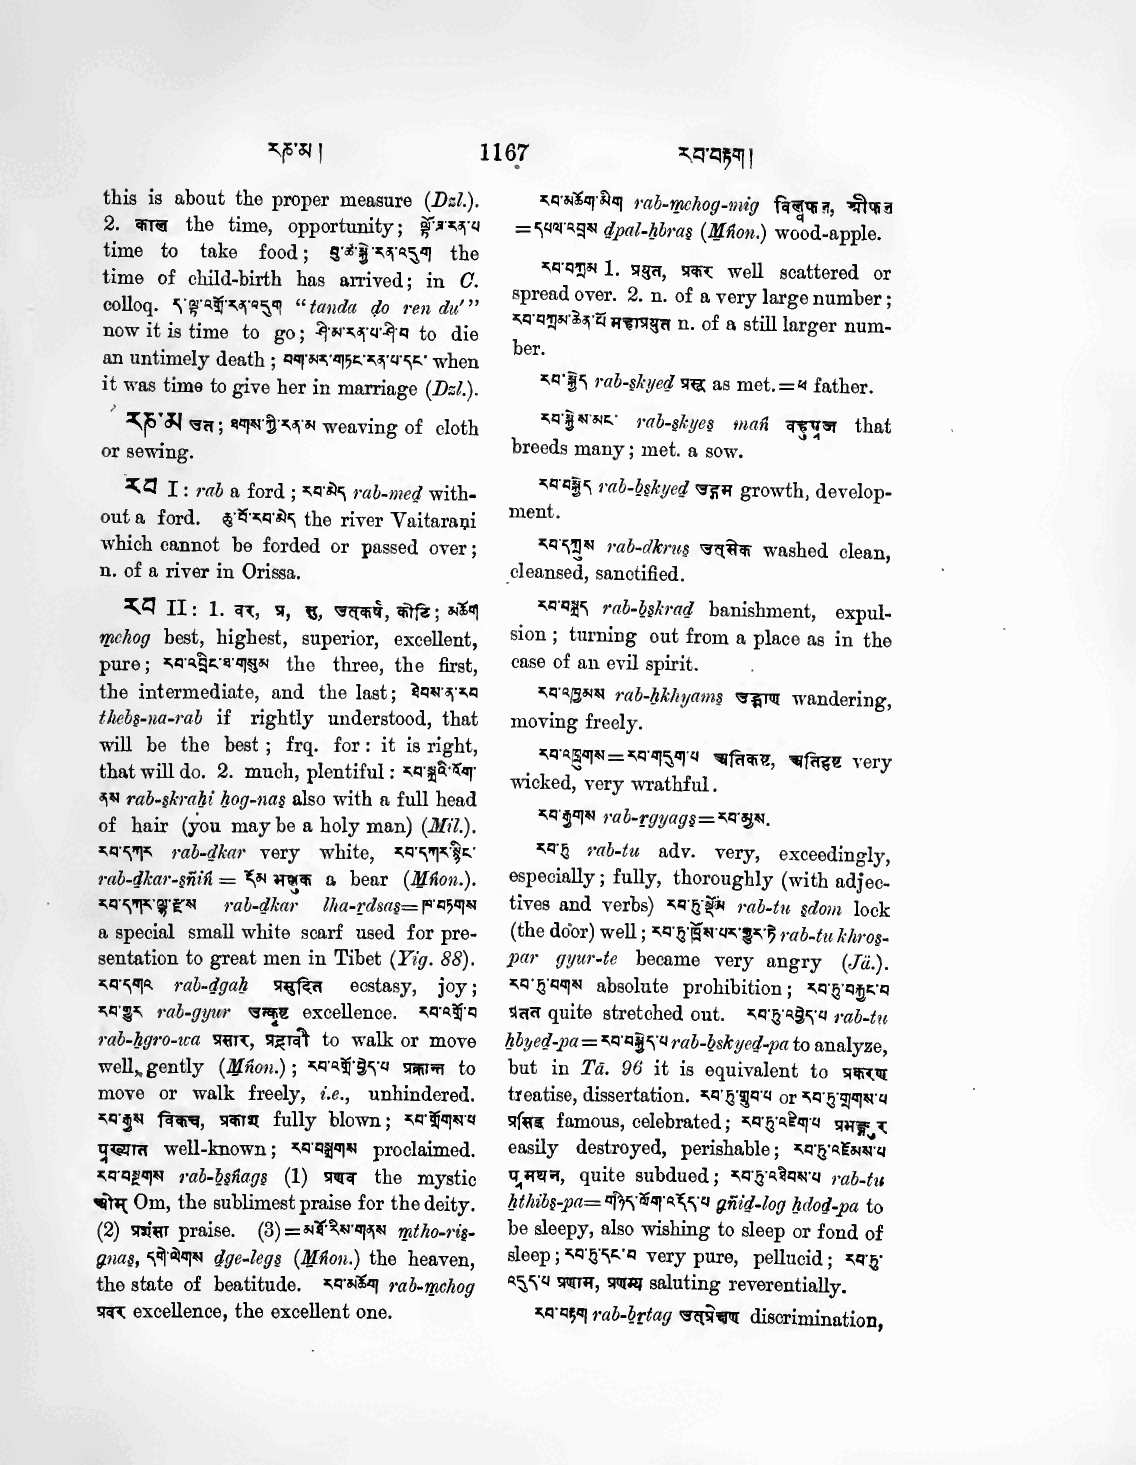 རན་མ།
1167
རབ་བརྟག།
this is about the proper measure (Dzl.).
2. काल the time, opportunity; ལྟོ་ཟ་རན་པ
time to take food; བུ་ཚ་སྐྱེ་རན་འདུག the
time of child-birth has arrived; in C.
colloq. ད་ལྟ་འགྲོ་རན་འདུག "tanda ḍo ren du'"
now it is time to go; ཤི་མ་རན་པ་ཤི་བ to die
an untimely death; བག་མར་གཏང་རན་པ་དང་ when
it was time to give her in marriage (Dzl.).
རན་མ उत; ཐགས་ཀྱི་རན་མ weaving of cloth
or sewing.
རབ I: rab a ford; རབ་མེད rab-med with-
out a ford. ཆུ་བོ་རབ་མེད the river Vaitaraṇi
which cannot be forded or passed over;
n. of a river in Orissa.
རབ II: 1. वर, प्र, सु, उत्कर्ष, कोटि; མཆོག
mchog best, highest, superior, excellent,
pure; རབ་འབྲིང་ཐ་གསུམ the three, the first,
the intermediate, and the last; ཐེབས་ན་རབ
thebs-na-rab if rightly understood, that
will be the best; frq. for: it is right,
that will do. 2. much, plentiful: རབ་སྐྲའི་འོག་
ནས rab-skraḥi ḥog-nas also with a full head
of hair (you may be a holy man) (Mil.).
རབ་དཀར rab-dkar very white, རབ་དཀར་སྙིང་
rab-dkar-sñiṅ = དོམ भल्लुक a bear (Mṅon.).
རབ་དཀར་ལྷ་རྫས rab-dkar lha-rdsas=ཁ་བཏགས
a special small white scarf used for pre-
sentation to great men in Tibet (Yig. 88).
རབ་དགའ rab-dgaḥ प्रमुदित ecstasy, joy;
རབ་གྱུར rab-gyur उत्कृष्ट excellence. རབ་འགྲོ་བ
rab-ḥgro-wa प्रसार, प्रद्रावी to walk or move
well, gently (Mṅon.); རབ་འགྲོ་བྱེད་པ प्रक्रान्त to
move or walk freely, i.e., unhindered.
རབ་རྒྱས विकच, प्रकाश fully blown; རབ་གྲོགས་པ
प्रख्यात well-known; རབ་བསྒྲགས proclaimed.
རབ་བསྔགས rab-bsṅags (1) प्रणव the mystic
ओम् Om, the sublimest praise for the deity.
(2) प्रशंसा praise. (3)=མཐོ་རིས་གནས mtho-ris-
gnas, དགེ་ལེགས dge-legs (Mṅon.) the heaven,
the state of beatitude. རབ་མཆོག rab-mchog
प्रवर excellence, the excellent one.
རབ་མཆོག་མིག rab-mchog-mig विल्वफल, श्रीफल
=དཔལ་འབྲས dpal-ḥbras (Mṅon.) wood-apple.
རབ་བཀྲམ 1. प्रसुत, प्रकर well scattered or
spread over. 2. n. of a very large number;
རབ་བཀྲམ་ཆེན་པོ महाप्रसुत n. of a still larger num-
ber.
རབ་སྐྱེད rab-skyed as met.=ཕ father.
རབ་སྐྱེས་མང་ rab-skyes maṅ बहुप्रज that
breeds many; met. a sow.
རབ་བསྐྱེད rab-bskyed उद्गम growth, develop-
ment.
རབ་དཀྲུས rab-dkrus उत्सेक washed clean,
cleansed, sanctified.
རབ་བསྐྲད rab-bskrad banishment, expul-
sion; turning out from a place as in the
case of an evil spirit.
རབ་འཁྱམས rab-ḥkhyams उद्भ्राण wandering,
moving freely.
རབ་འཁྲུགས=རབ་གདུག་པ अतिकष्ट, अतिदुष्ट very
wicked, very wrathful.
རབ་རྒྱགས rab-rgyags=རབ་མྱོས.
རབ་ཏུ rab-tu adv. very, exceedingly,
especially; fully, thoroughly (with adjec-
tives and verbs) རབ་ཏུ་སྡོམ rab-tu sdom lock
(the door) well; རབ་ཏུ་ཁྲོས་པར་གྱུར་ཏེ rab-tu khros-
par gyur-te became very angry (Jä.).
རབ་ཏུ་བཀག absolute prohibition; རབ་ཏུ་བརྐྱང་བ
प्रतत quite stretched out. རབ་ཏུ་འབྱེད་པ rab-tu
ḥbyed-pa=རབ་བསྐྱེད་པ rab-bskyed-pa to analyze,
but in Tā. 96 it is equivalent to प्रकरण
treatise, dissertation. རབ་ཏུ་གྲུབ་པ or རབ་ཏུ་གྲགས་པ
प्रसिद्ध famous, celebrated; རབ་ཏུ་འཇིག་པ प्रभङ्गुर
easily destroyed, perishable; རབ་ཏུ་འཇོམས་པ
प्रमथन, quite subdued; རབ་ཏུ་འཐིབས་པ rab-tu
ḥthibs-pa=གཉིད་ལོག་འདོད་པ gñid-log ḥdod-pa to
be sleepy, also wishing to sleep or fond of
sleep; རབ་ཏུ་དང་བ very pure, pellucid; རབ་ཏུ་
འདུད་པ प्रणाम, प्रणम्य saluting reverentially.
རབ་བརྟག rab-brtag उत्प्रेक्षण discrimination,